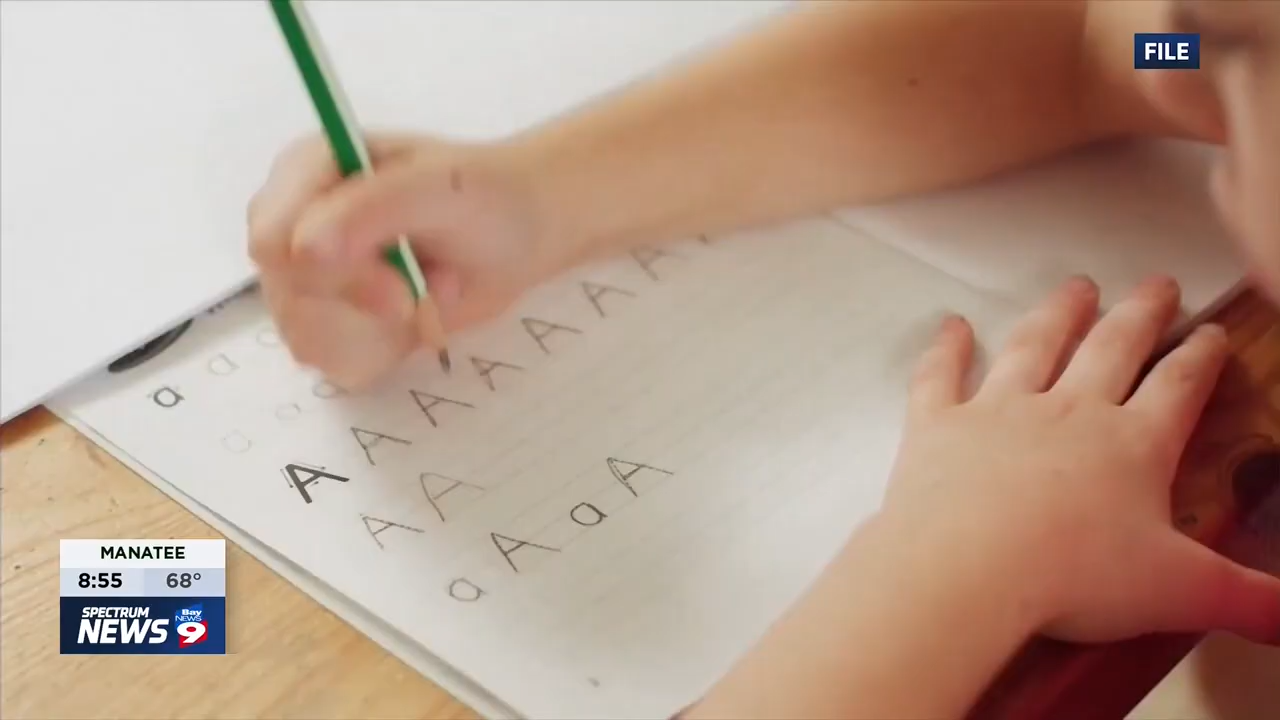 FILE
a a a
a a a
A A A A A A A
A A
a A a A
MANATEE
8:55 68°
SPECTRUM
NEWS Bay NEWS 9